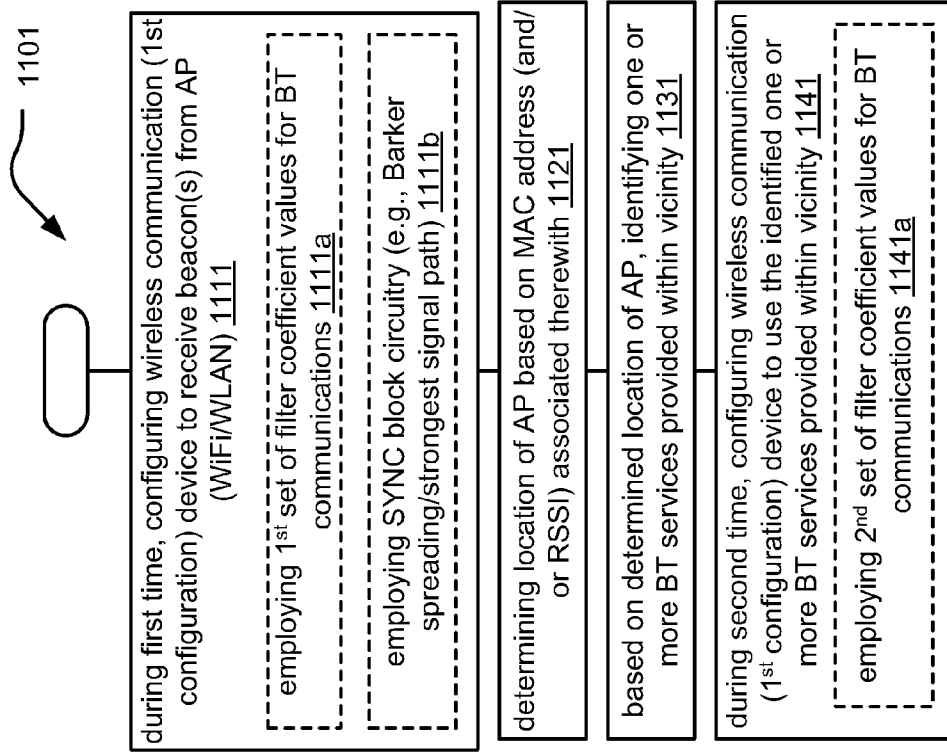 1101
during first time, configuring wireless communication (1st
configuration) device to receive beacon(s) from AP
(WiFi/WLAN) 1111
employing 1st set of filter coefficient values for BT
communications 1111a
employing SYNC block circuitry (e.g., Barker
spreading/strongest signal path) 1111b
determining location of AP based on MAC address (and/
or RSSI) associated therewith 1121
based on determined location of AP, identifying one or
more BT services provided within vicinity 1131
during second time, configuring wireless communication
(1st configuration) device to use the identified one or
more BT services provided within vicinity 1141
employing 2nd set of filter coefficient values for BT
communications 1141a